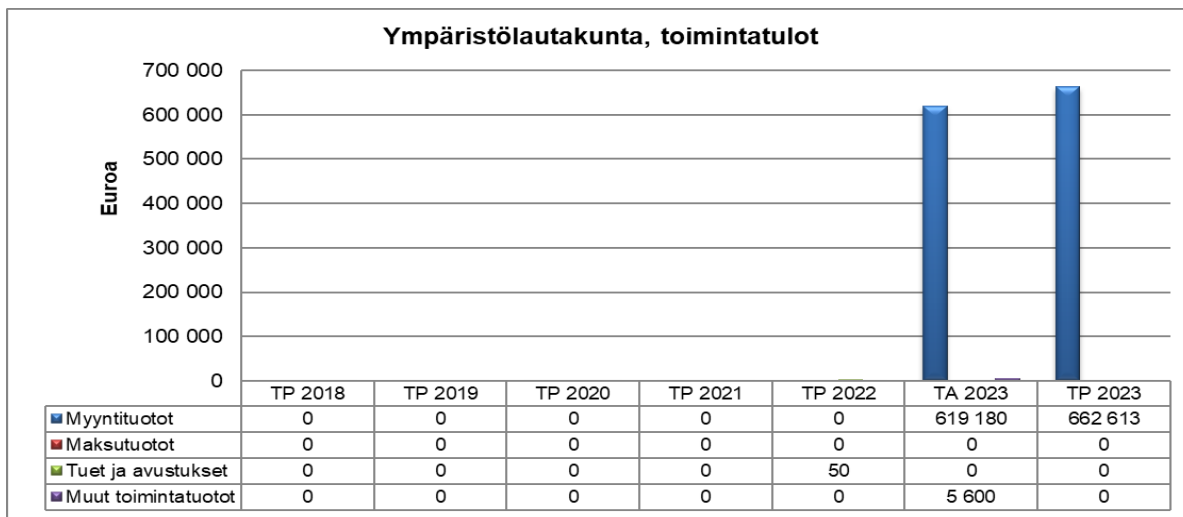 Ympäristölautakunta, toimintatulot
700 000
600 000
500 000
400 000
300 000
200 000
100 000
0
Euroa
TP 2018 TP 2019 TP 2020 TP 2021 TP 2022 TA 2023 TP 2023
Myyntituotot 0 0 0 0 0 619 180 662 613
Maksutuotot 0 0 0 0 0 0 0
Tuet ja avustukset 0 0 0 0 50 0 0
Muut toimintatuotot 0 0 0 0 0 5 600 0